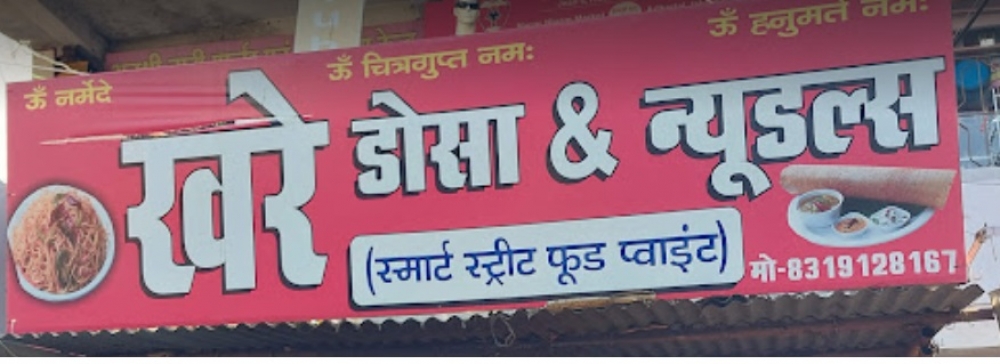 ॐ नर्मदे
ॐ चित्रगुप्त नमः
ॐ हनुमते नमः
खरे डोसा & न्यूडल्स
(स्मार्ट स्ट्रीट फूड प्वाइंट)
मो-8319128167